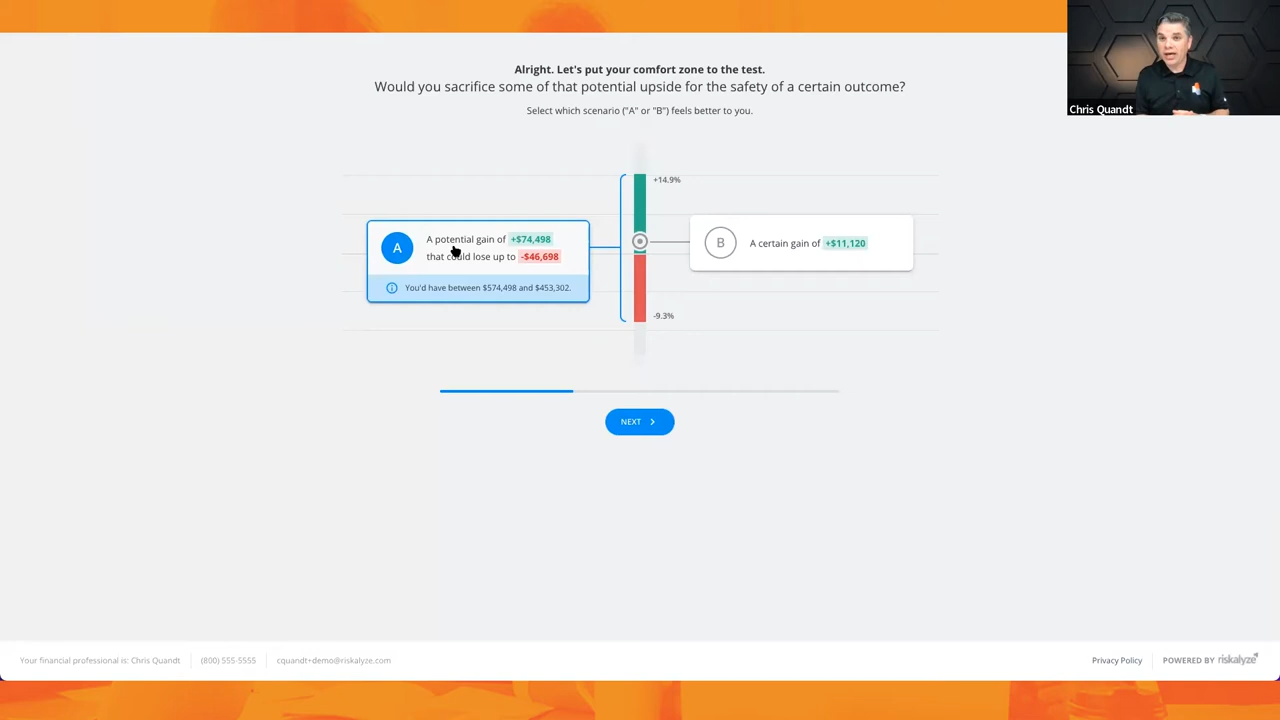 Chris Quandt
Alright. Let's put your comfort zone to the test.
Would you sacrifice some of that potential upside for the safety of a certain outcome?
Select which scenario ("A" or "B") feels better to you.
+14.9%
A
A potential gain of +$74,498
that could lose up to -$46,698
You'd have between $574,498 and $453,302.
B
A certain gain of +$11,120
-9.3%
NEXT
Your financial professional is: Chris Quandt
(800) 555-5555
cquandt+demo@riskalyze.com
Privacy Policy
POWERED BY riskalyze